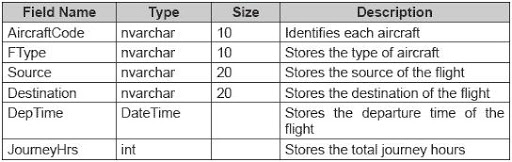 Field Name Type Size Description
AircraftCode nvarchar 10 Identifies each aircraft
FType nvarchar 10 Stores the type of aircraft
Source nvarchar 20 Stores the source of the flight
Destination nvarchar 20 Stores the destination of the flight
DepTime DateTime Stores the departure time of the
flight
JourneyHrs int Stores the total journey hours